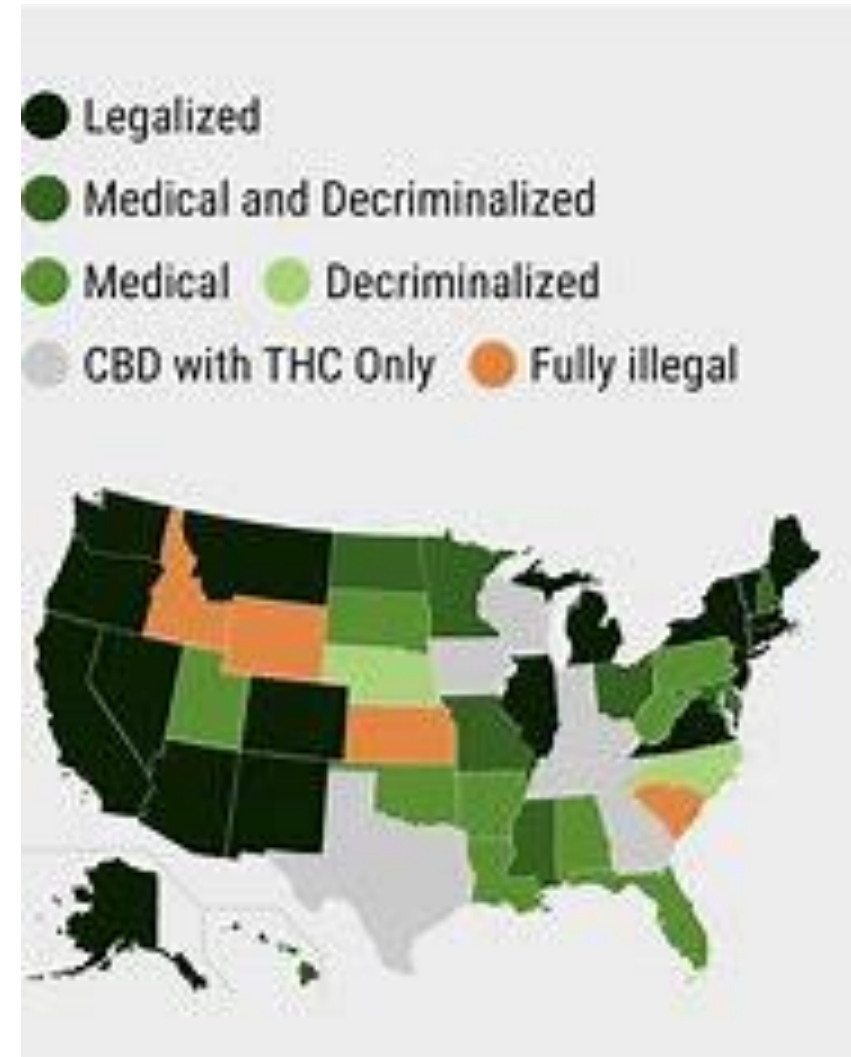 Legalized
Medical and Decriminalized
Medical Decriminalized
CBD with THC Only Fully illegal